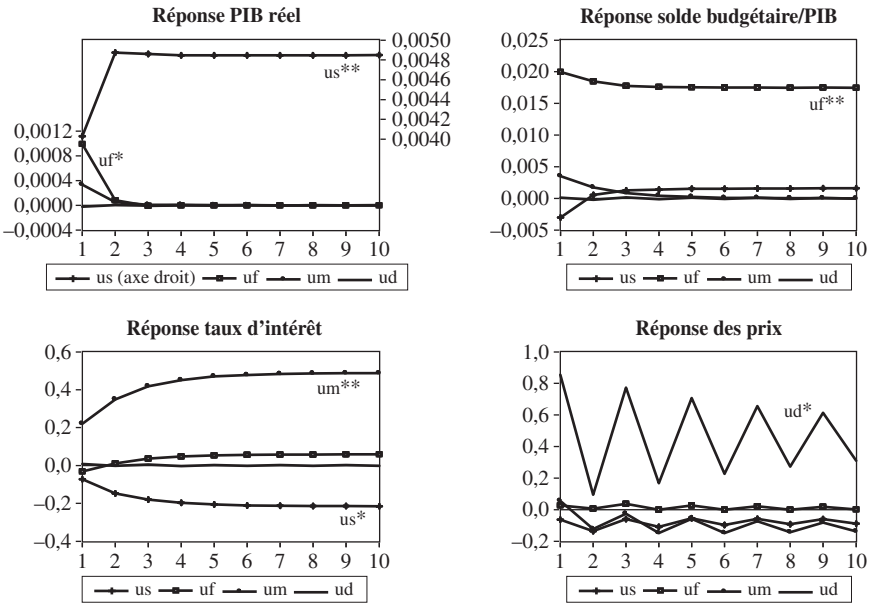 Réponse PIB réel
0,0050
0,0048
0,0046
0,0044
0,0042
0,0040
0,0012
0,0008
0,0004
0,0000
–0,0004
us**
uf*
1 2 3 4 5 6 7 8 9 10
us (axe droit) uf um ud
Réponse solde budgétaire/PIB
0,025
0,020
0,015
0,010
0,005
0,000
–0,005
uf**
1 2 3 4 5 6 7 8 9 10
us uf um ud
Réponse taux d'intérêt
0,6
0,4
0,2
0,0
–0,2
–0,4
um**
us*
1 2 3 4 5 6 7 8 9 10
us uf um ud
Réponse des prix
1,0
0,8
0,6
0,4
0,2
0,0
–0,2
ud*
1 2 3 4 5 6 7 8 9 10
us uf um ud